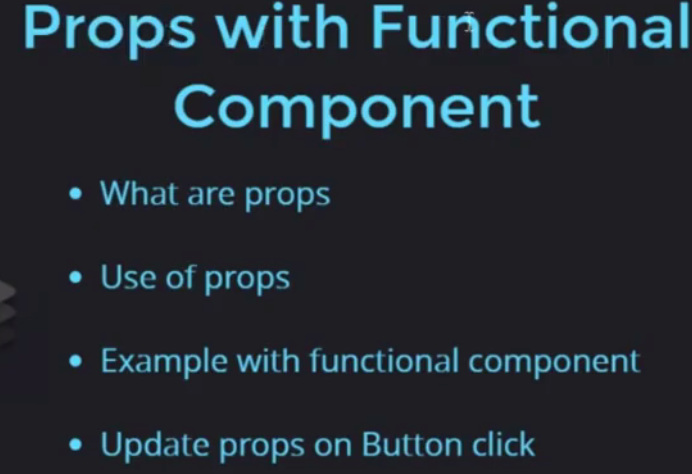 Props with Functional
Component
• What are props
• Use of props
• Example with functional component
• Update props on Button click